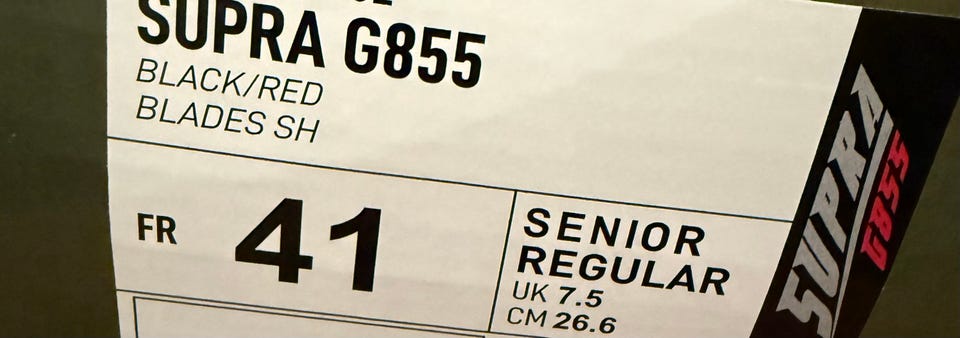 SUPRA G855
BLACK/RED
BLADES SH
FR 41
SENIOR
REGULAR
UK 7.5
CM 26.6
SUPRA
G855